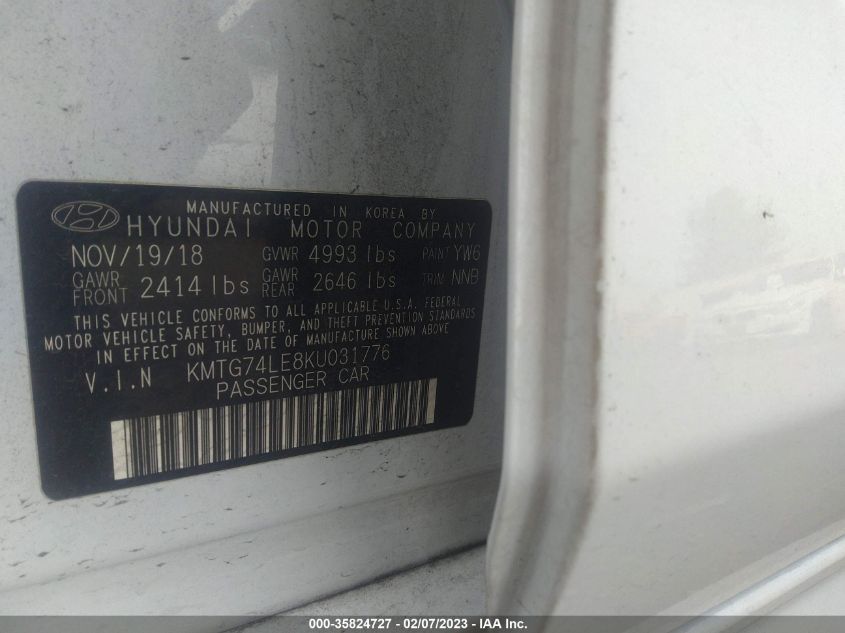 MANUFACTURED IN KOREA BY
HYUNDAI MOTOR COMPANY
NOV/19/18 GVWR 4993 lbs PAINT YW6
GAWR FRONT 2414 lbs GAWR REAR 2646 lbs TRIM NNB
THIS VEHICLE CONFORMS TO ALL APPLICABLE U.S.A. FEDERAL
MOTOR VEHICLE SAFETY, BUMPER, AND THEFT PREVENTION STANDARDS
IN EFFECT ON THE DATE OF MANUFACTURE SHOWN ABOVE
V.I.N KMTG74LE8KU031776
PASSENGER CAR
000-35824727 - 02/07/2023 - IAA Inc.